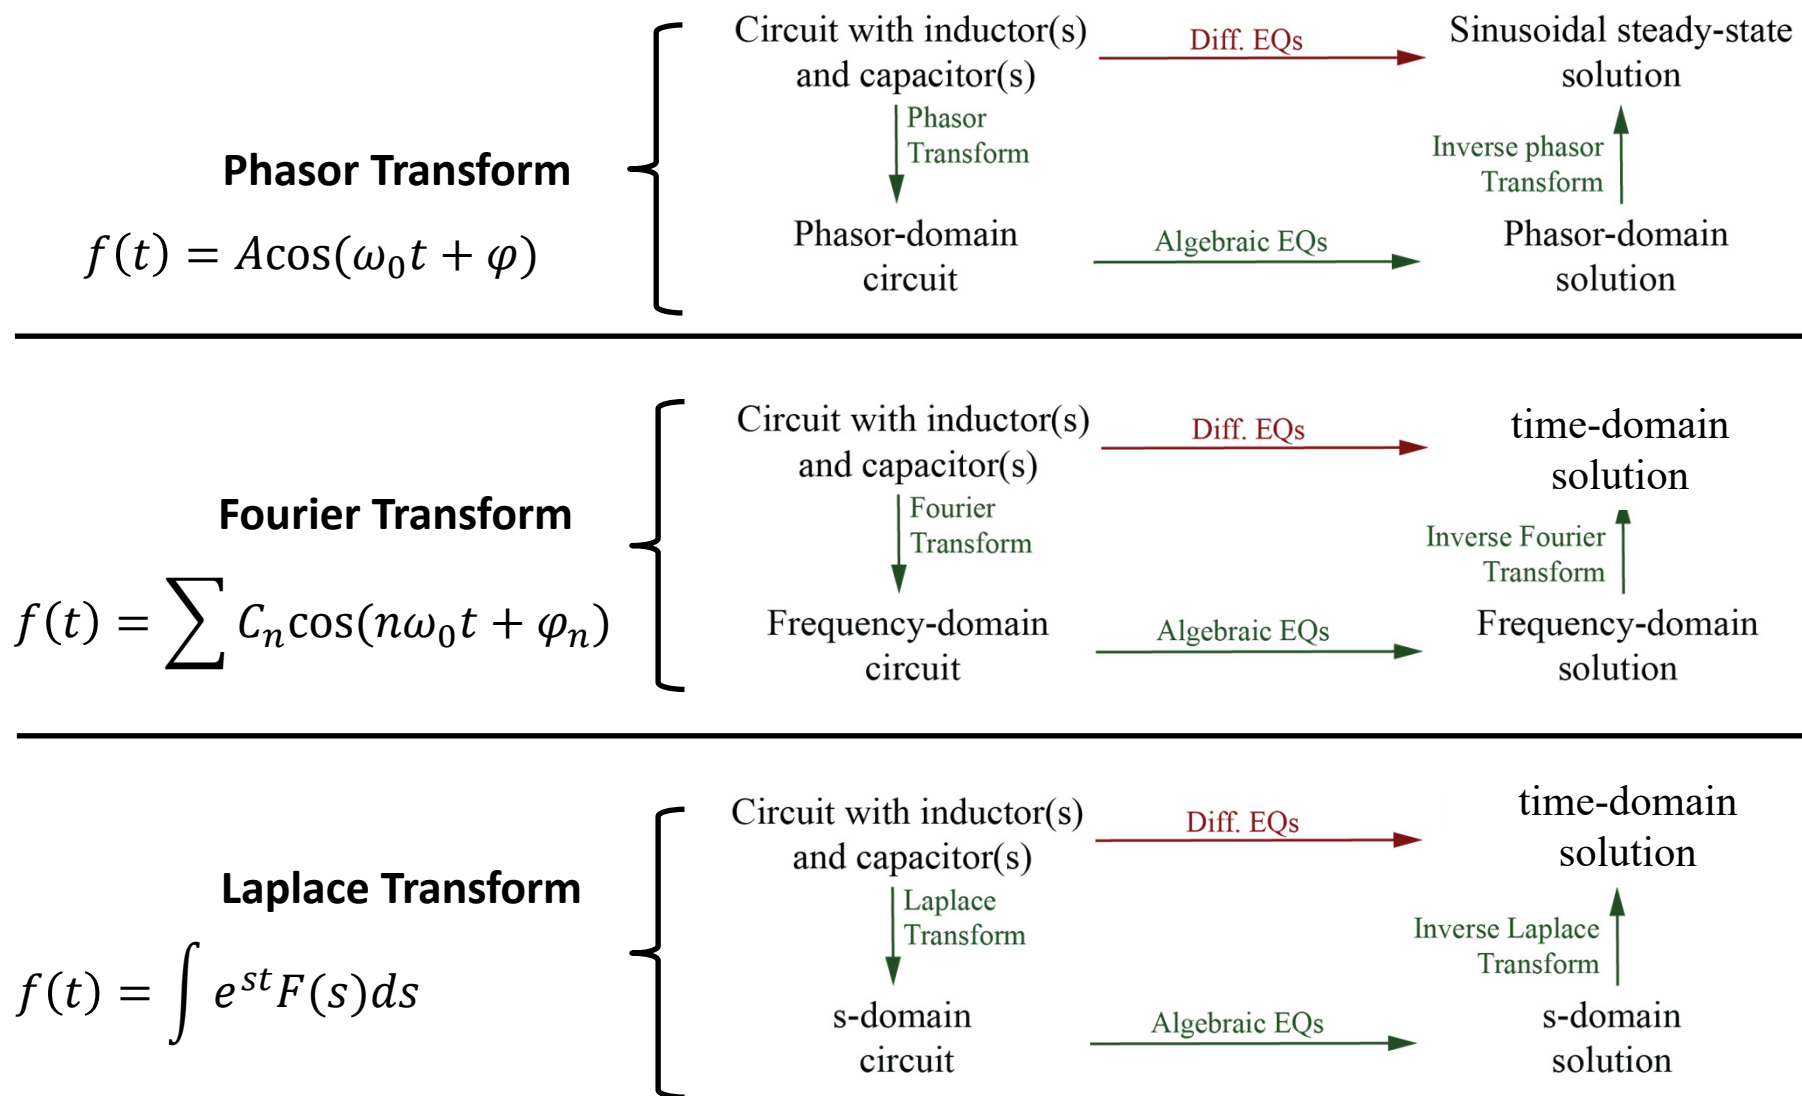 Phasor Transform
f(t) = Acos(ω₀t + φ)
Circuit with inductor(s)
and capacitor(s)
Diff. EQs
Sinusoidal steady-state
solution
Phasor
Transform
Inverse phasor
Transform
Phasor-domain
circuit
Algebraic EQs
Phasor-domain
solution
Fourier Transform
f(t) = ∑ Cₙcos(nω₀t + φₙ)
Circuit with inductor(s)
and capacitor(s)
Diff. EQs
time-domain
solution
Fourier
Transform
Inverse Fourier
Transform
Frequency-domain
circuit
Algebraic EQs
Frequency-domain
solution
Laplace Transform
f(t) = ∫ eˢᵗF(s)ds
Circuit with inductor(s)
and capacitor(s)
Diff. EQs
time-domain
solution
Laplace
Transform
Inverse Laplace
Transform
s-domain
circuit
Algebraic EQs
s-domain
solution